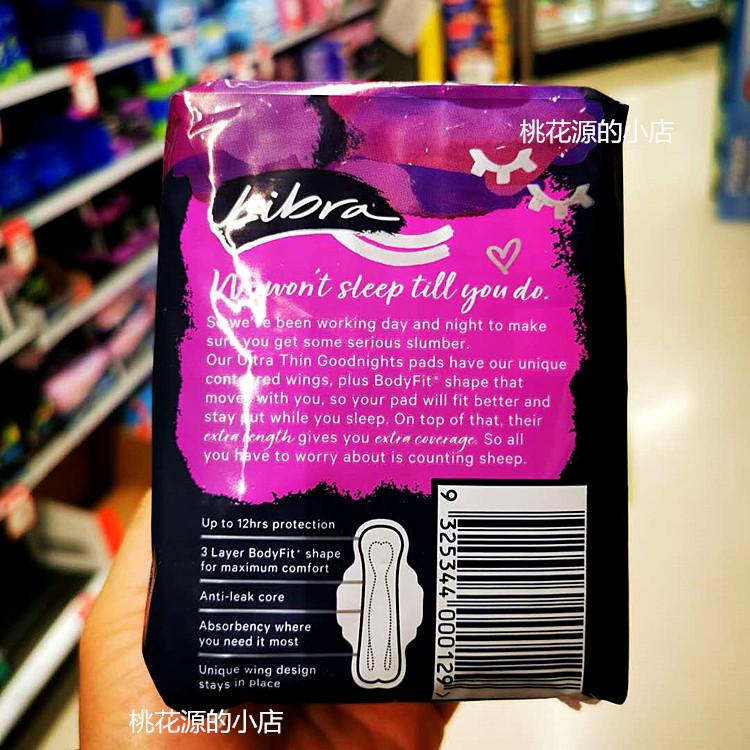 桃花源的小店
Libra
We won't sleep till you do.
So we've been working day and night to make
sure you get some serious slumber.
Our Ultra Thin Goodnights pads have our unique
contoured wings, plus BodyFit® shape that
moves with you, so your pad will fit better and
stay put while you sleep. On top of that, their
extra length gives you extra coverage. So all
you have to worry about is counting sheep.
Up to 12hrs protection
3 Layer BodyFit® shape
for maximum comfort
Anti-leak core
Absorbency where
you need it most
Unique wing design
stays in place
9 325344 000129
桃花源的小店